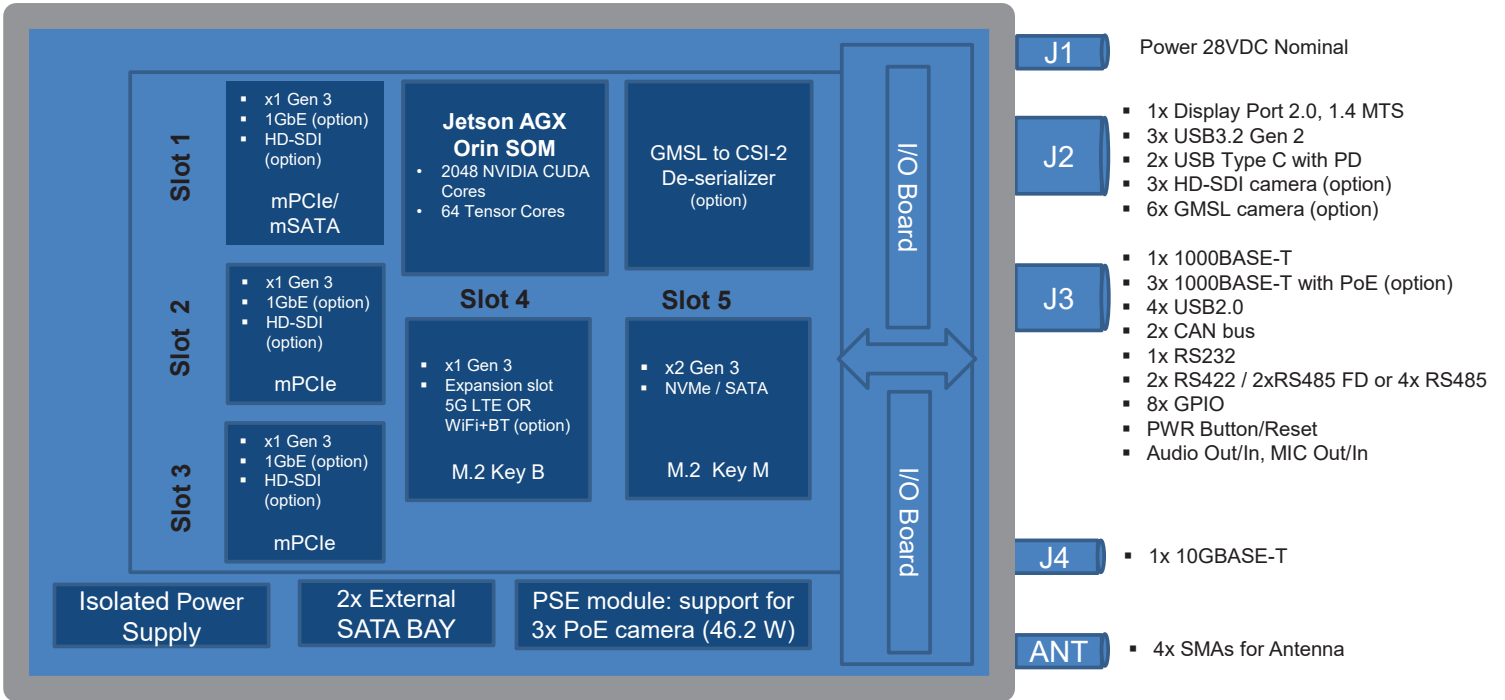 Slot 1
▪ x1 Gen 3
▪ 1GbE (option)
▪ HD-SDI
(option)
mPCIe/
mSATA
Jetson AGX
Orin SOM
• 2048 NVIDIA CUDA
Cores
• 64 Tensor Cores
GMSL to CSI-2
De-serializer
(option)
Slot 2
▪ x1 Gen 3
▪ 1GbE (option)
▪ HD-SDI
(option)
mPCIe
Slot 4
▪ x1 Gen 3
▪ Expansion slot
5G LTE OR
WiFi+BT (option)
M.2 Key B
Slot 5
▪ x2 Gen 3
▪ NVMe / SATA
M.2 Key M
Slot 3
▪ x1 Gen 3
▪ 1GbE (option)
▪ HD-SDI
(option)
mPCIe
I/O Board
I/O Board
Isolated Power
Supply
2x External
SATA BAY
PSE module: support for
3x PoE camera (46.2 W)
J1
Power 28VDC Nominal
J2
▪ 1x Display Port 2.0, 1.4 MTS
▪ 3x USB3.2 Gen 2
▪ 2x USB Type C with PD
▪ 3x HD-SDI camera (option)
▪ 6x GMSL camera (option)
J3
▪ 1x 1000BASE-T
▪ 3x 1000BASE-T with PoE (option)
▪ 4x USB2.0
▪ 2x CAN bus
▪ 1x RS232
▪ 2x RS422 / 2xRS485 FD or 4x RS485
▪ 8x GPIO
▪ PWR Button/Reset
▪ Audio Out/In, MIC Out/In
J4
▪ 1x 10GBASE-T
ANT
▪ 4x SMAs for Antenna